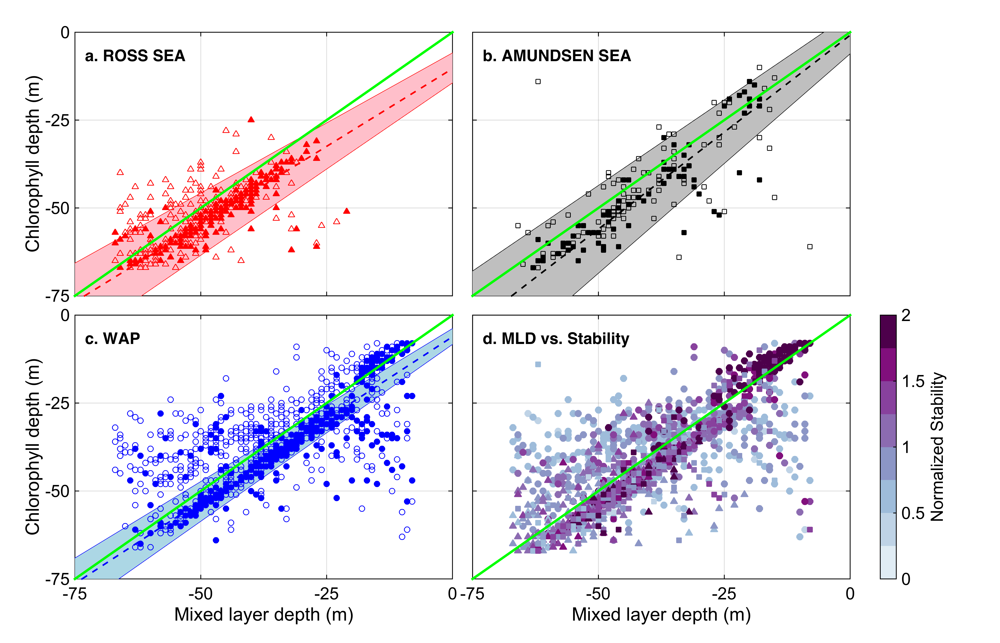 a. ROSS SEA
0
-25
-50
-75
Chlorophyll depth (m)
b. AMUNDSEN SEA
c. WAP
0
-25
-50
-75
Chlorophyll depth (m)
-75
-50
-25
0
Mixed layer depth (m)
d. MLD vs. Stability
-75
-50
-25
0
Mixed layer depth (m)
2
1.5
1
0.5
0
Normalized Stability